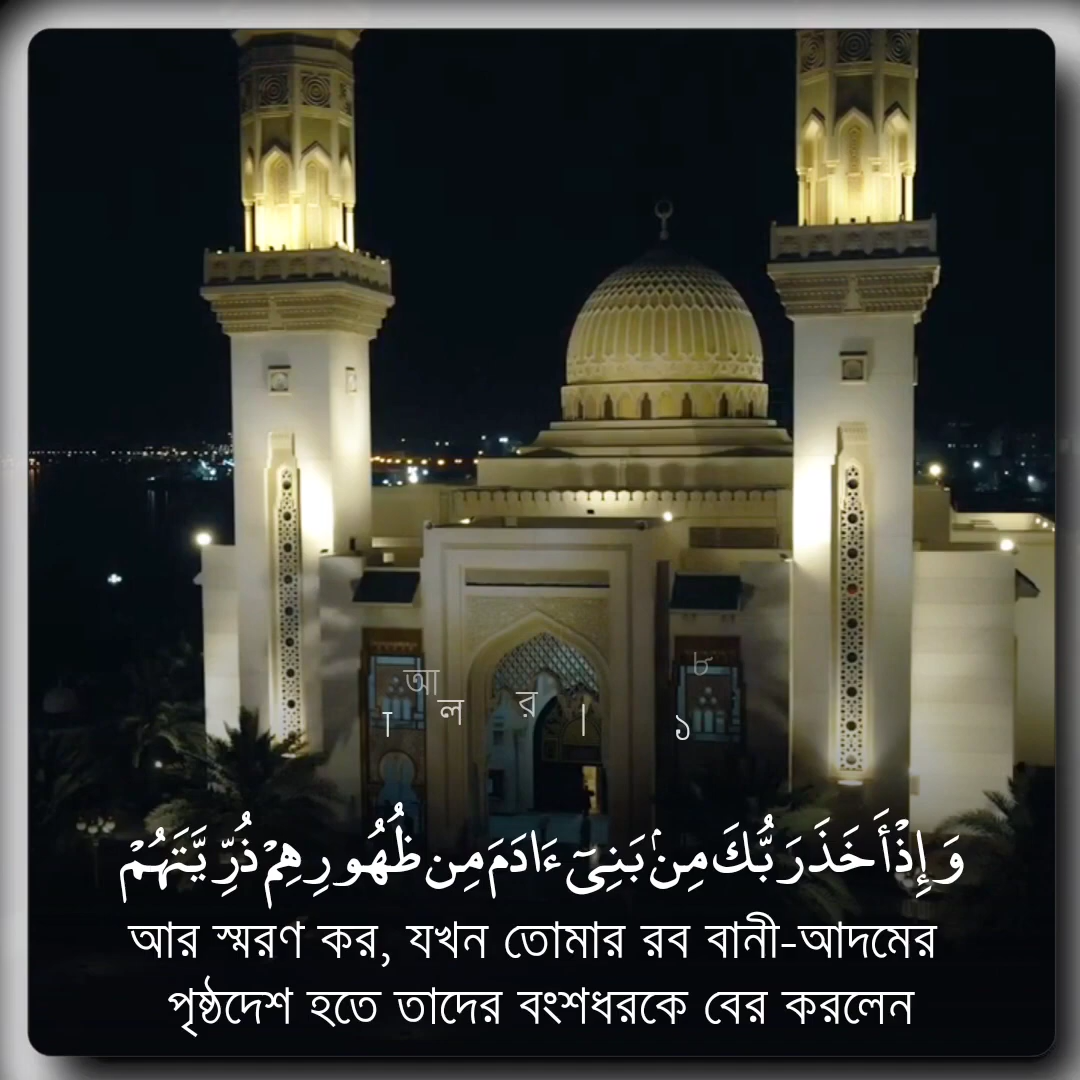 وَإِذْ أَخَذَ رَبُّكَ مِنۢ بَنِىٓ ءَادَمَ مِن ظُهُورِهِمْ ذُرِّيَّتَهُمْ
আর স্মরণ কর, যখন তোমার রব বানী-আদমের
পৃষ্ঠদেশ হতে তাদের বংশধরকে বের করলেন